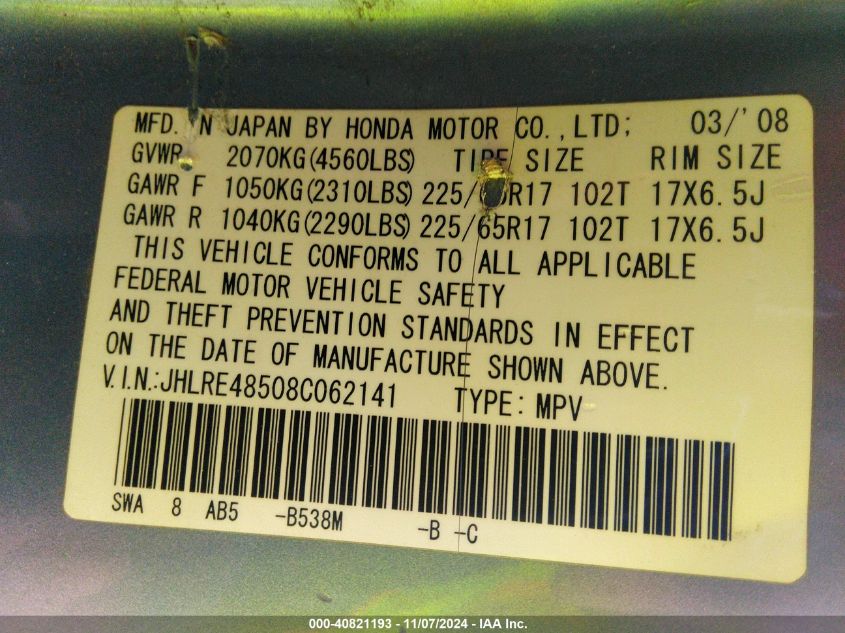 MFD. N JAPAN BY HONDA MOTOR CO.,LTD; 03/'08
GVWR 2070KG(4560LBS) TIRE SIZE RIM SIZE
GAWR F 1050KG(2310LBS) 225/65R17 102T 17X6.5J
GAWR R 1040KG(2290LBS) 225/65R17 102T 17X6.5J
THIS VEHICLE CONFORMS TO ALL APPLICABLE
FEDERAL MOTOR VEHICLE SAFETY
AND THEFT PREVENTION STANDARDS IN EFFECT
ON THE DATE OF MANUFACTURE SHOWN ABOVE.
V.I.N.:JHLRE48508C062141 TYPE: MPV
SWA 8 AB5 -B538M -B -C
000-40821193 - 11/07/2024 - IAA Inc.